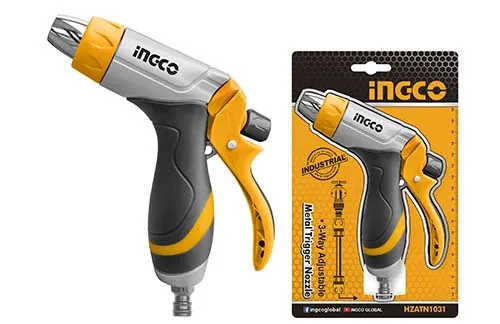 INGCO
INGCO
INGCO
INDUSTRIAL
3-Way Adjustable
Metal Trigger Nozzle
ingcoglobal
INGCO GLOBAL
HZATN1031